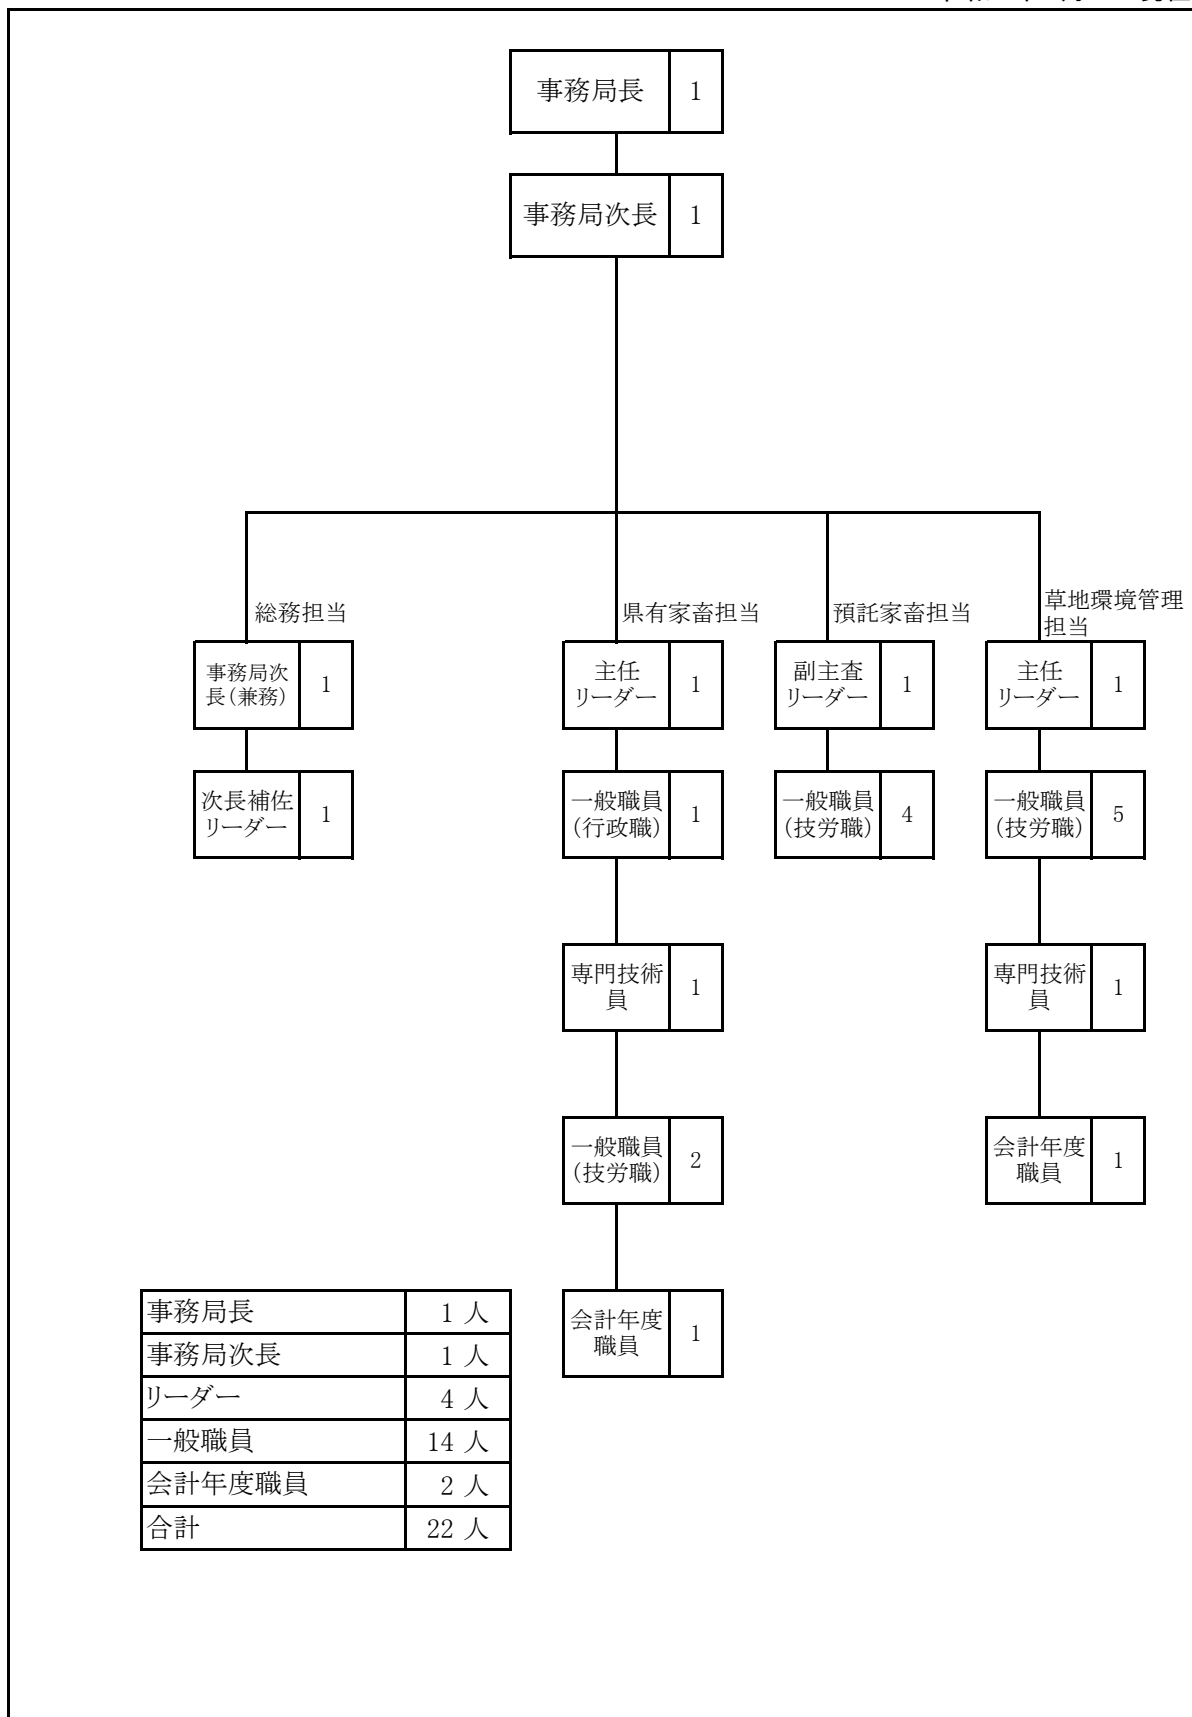 事務局長 1
事務局次長 1
総務担当
県有家畜担当
預託家畜担当
草地環境管理
担当
事務局次
長(兼務)
1
主任
リーダー
1
副主査
リーダー
1
主任
リーダー
1
次長補佐
リーダー
1
一般職員
(行政職)
1
一般職員
(技労職)
4
一般職員
(技労職)
5
専門技術
員
1
専門技術
員
1
一般職員
(技労職)
2
会計年度
職員
1
会計年度
職員
1
事務局長 1 人
事務局次長 1 人
リーダー 4 人
一般職員 14 人
会計年度職員 2 人
合計 22 人